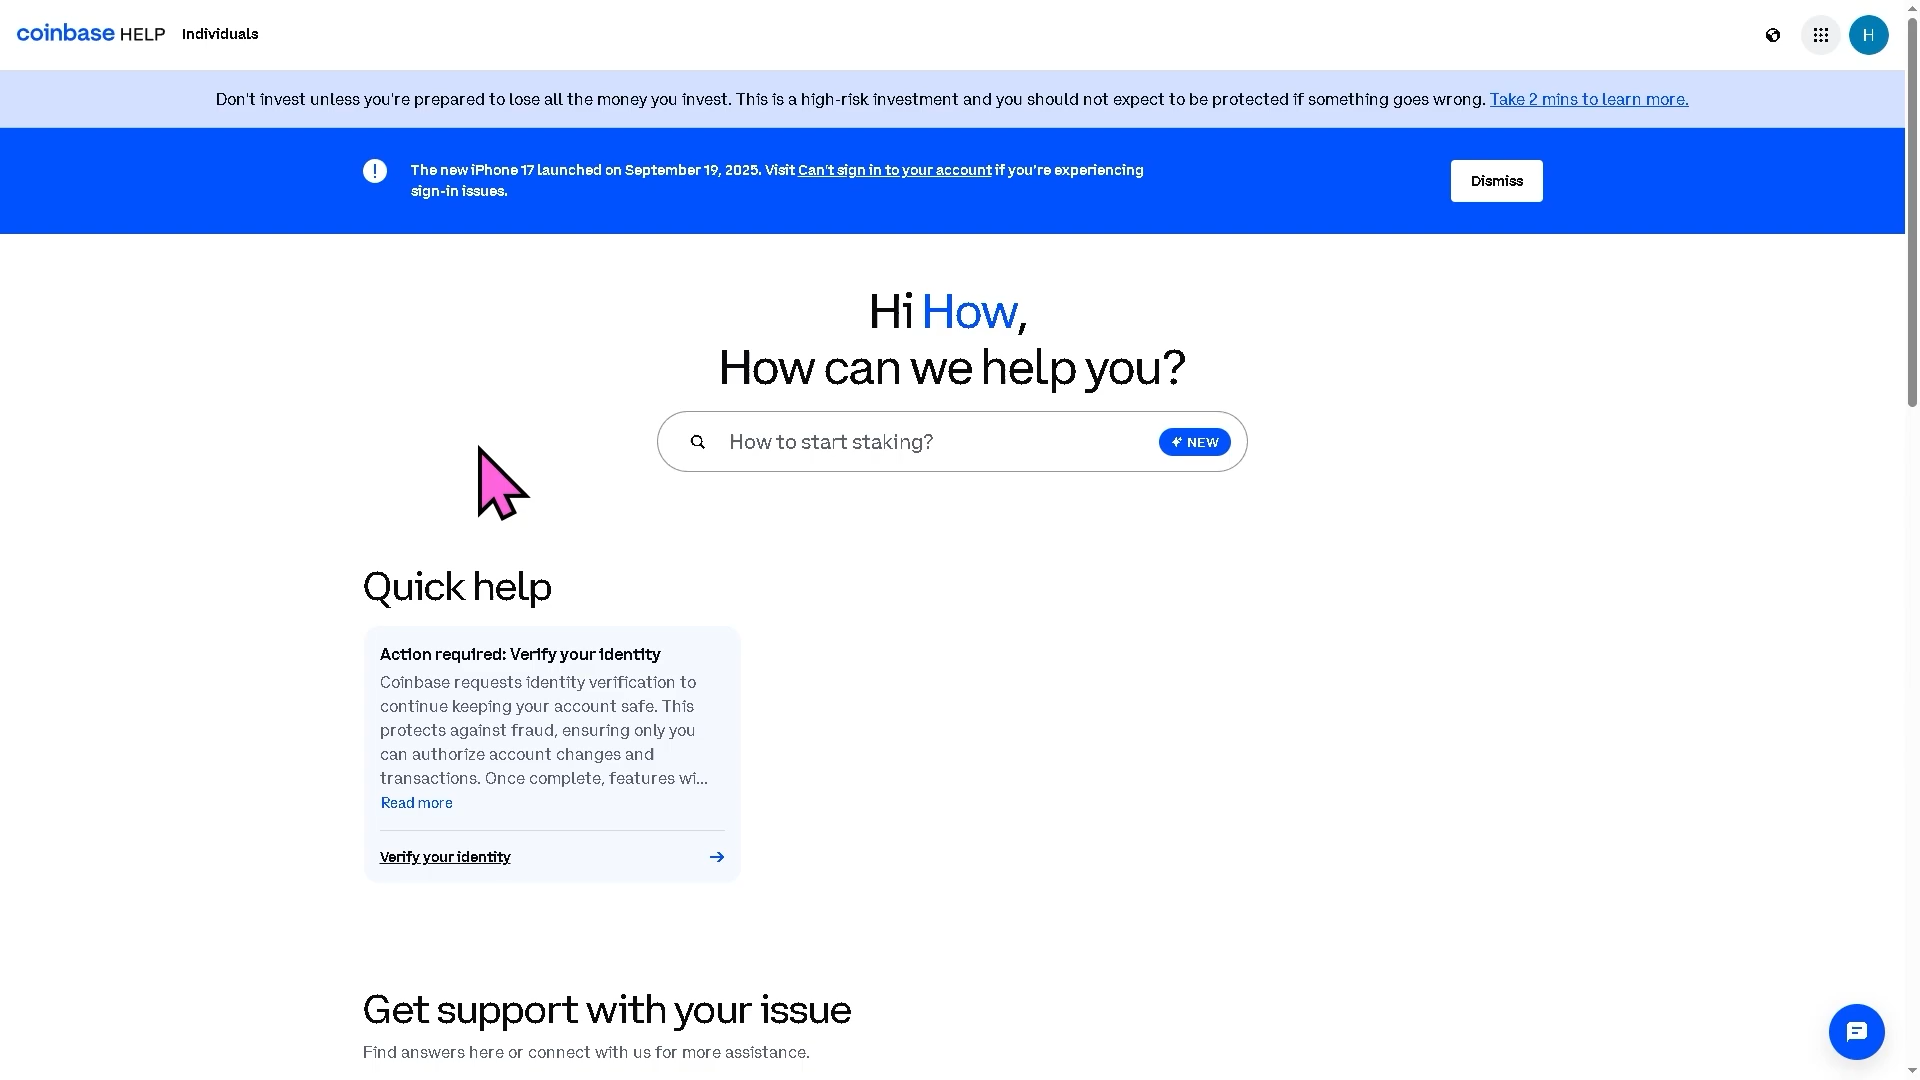 coinbase HELP Individuals
H
Don't invest unless you're prepared to lose all the money you invest. This is a high-risk investment and you should not expect to be protected if something goes wrong. Take 2 mins to learn more.
The new iPhone 17 launched on September 19, 2025. Visit Can't sign in to your account if you're experiencing
sign-in issues.
Dismiss
Hi How,
How can we help you?
How to start staking?
NEW
Quick help
Action required: Verify your identity
Coinbase requests identity verification to
continue keeping your account safe. This
protects against fraud, ensuring only you
can authorize account changes and
transactions. Once complete, features wi...
Read more
Verify your identity
Get support with your issue
Find answers here or connect with us for more assistance.